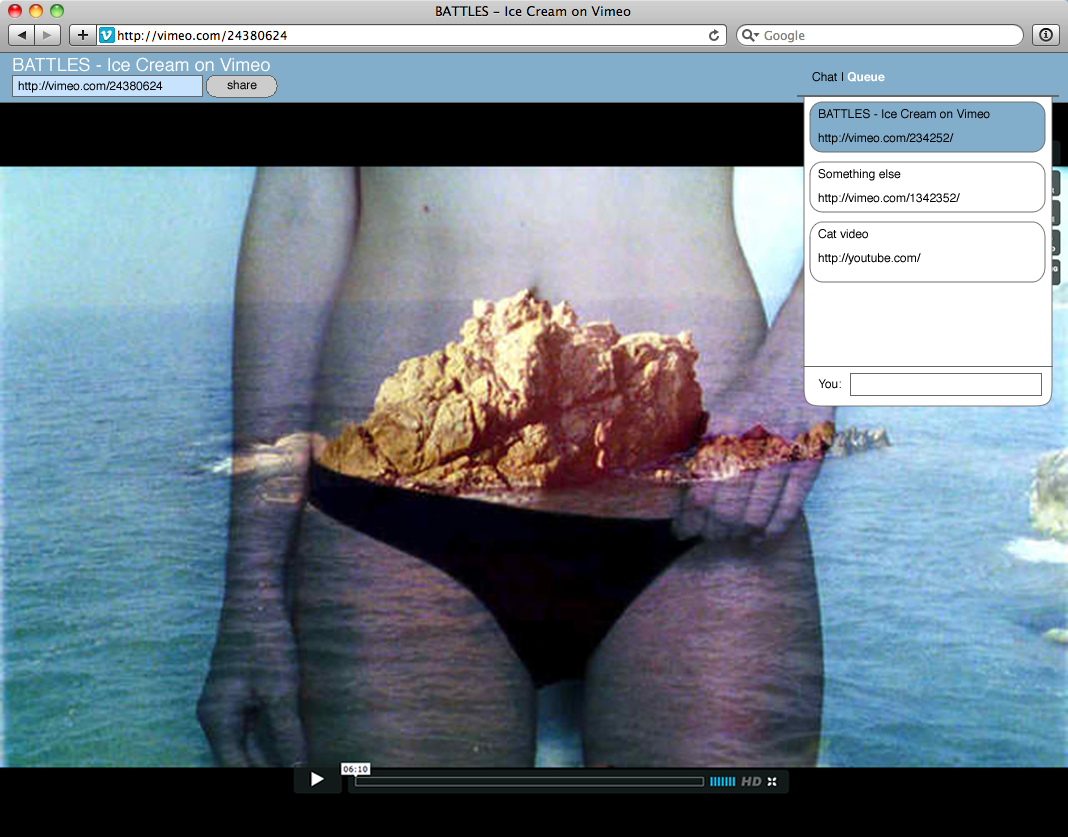 BATTLES – Ice Cream on Vimeo
http://vimeo.com/24380624
Google
BATTLES - Ice Cream on Vimeo
http://vimeo.com/24380624
share
Chat | Queue
BATTLES - Ice Cream on Vimeo
http://vimeo.com/234252/
Something else
http://vimeo.com/1342352/
Cat video
http://youtube.com/
You:
06:10
HD